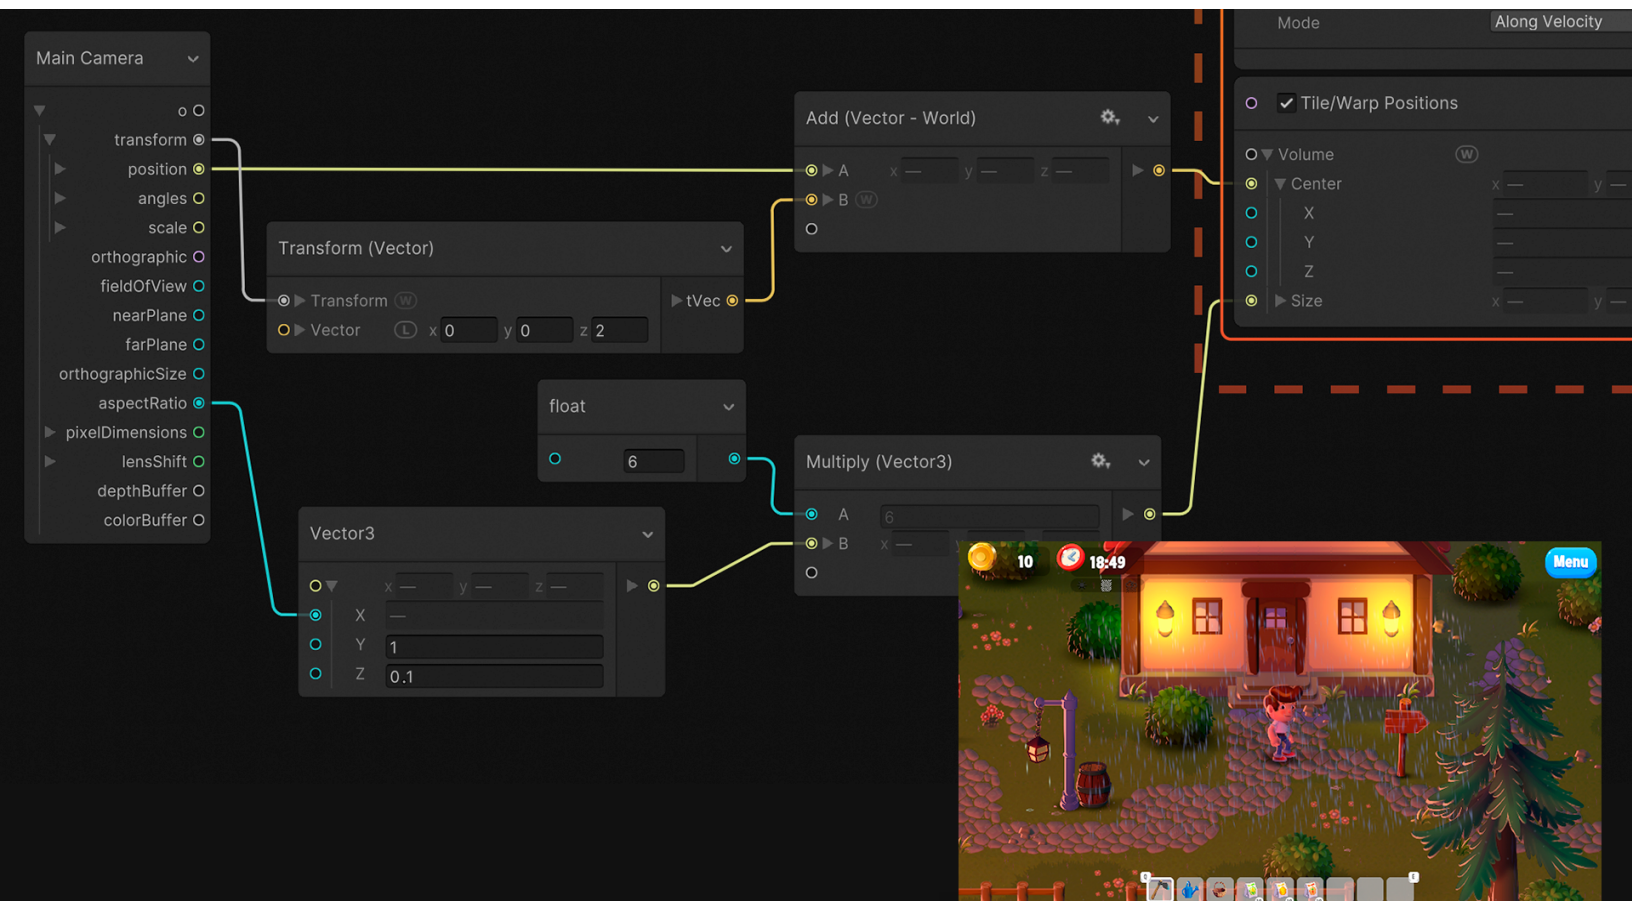 Main Camera
o
transform
position
angles
scale
orthographic
fieldOfView
nearPlane
farPlane
orthographicSize
aspectRatio
pixelDimensions
lensShift
depthBuffer
colorBuffer
Transform (Vector)
Transform W
tVec
Vector L x 0 y 0 z 2
float
6
Vector3
x — y — z —
X —
Y 1
Z 0.1
Add (Vector - World)
A x — y — z —
B W
Multiply (Vector3)
A 6
B x —
Mode Along Velocity
Tile/Warp Positions
Volume W
Center x — y —
X —
Y —
Z —
Size x — y —
10
18:49
Menu